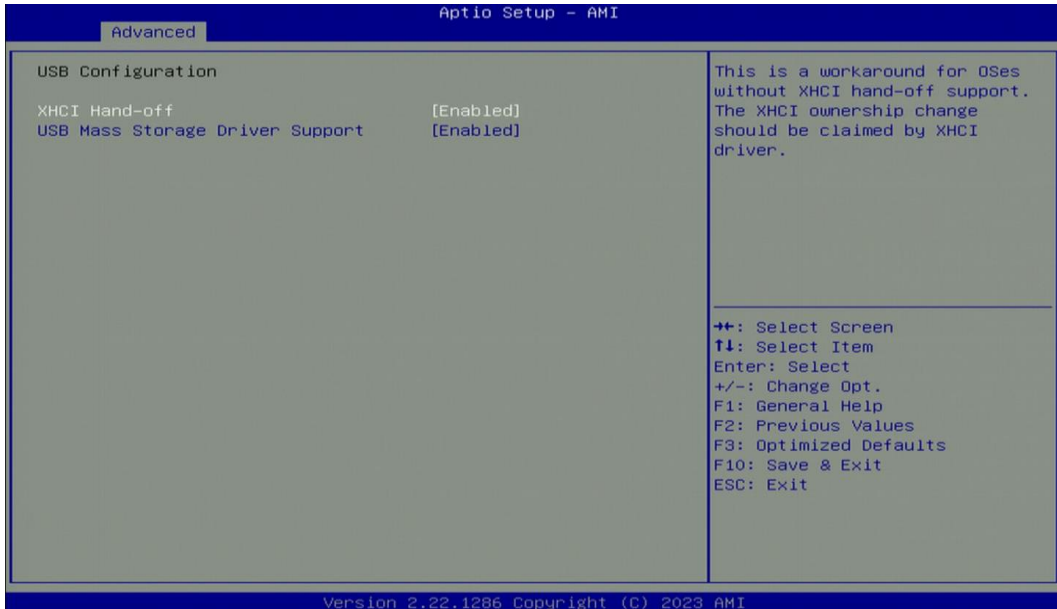 Aptio Setup – AMI
Advanced
USB Configuration
XHCI Hand-off [Enabled]
USB Mass Storage Driver Support [Enabled]
This is a workaround for OSes
without XHCI hand-off support.
The XHCI ownership change
should be claimed by XHCI
driver.
→←: Select Screen
↑↓: Select Item
Enter: Select
+/-: Change Opt.
F1: General Help
F2: Previous Values
F3: Optimized Defaults
F10: Save & Exit
ESC: Exit
Version 2.22.1286 Copyright (C) 2023 AMI